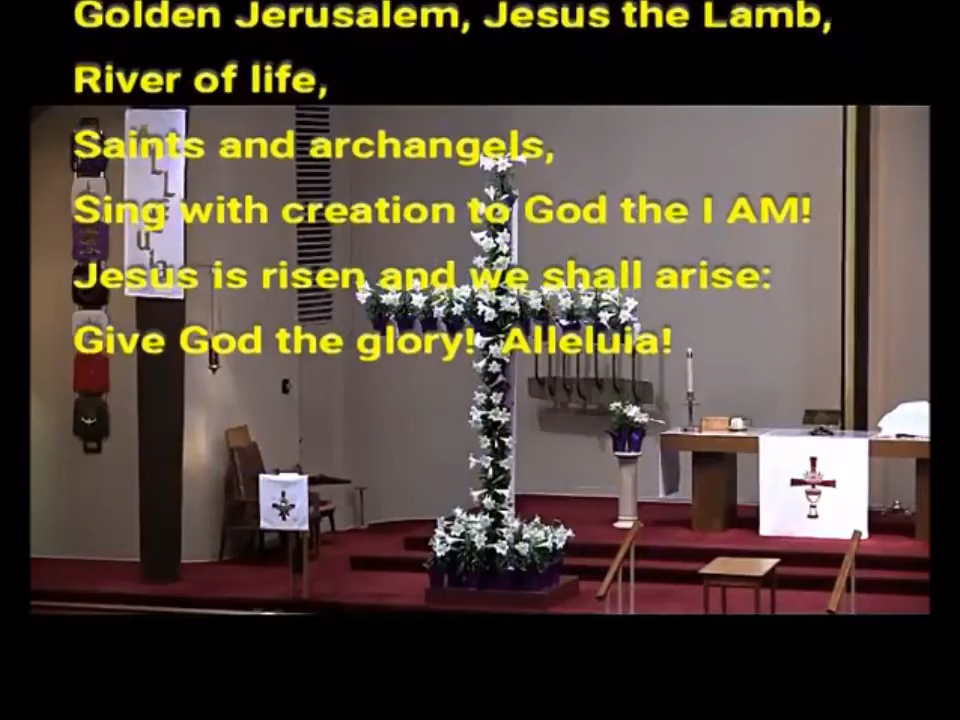 Golden Jerusalem, Jesus the Lamb,
River of life,
Saints and archangels,
Sing with creation to God the I AM!
Jesus is risen and we shall arise:
Give God the glory! Alleluia!